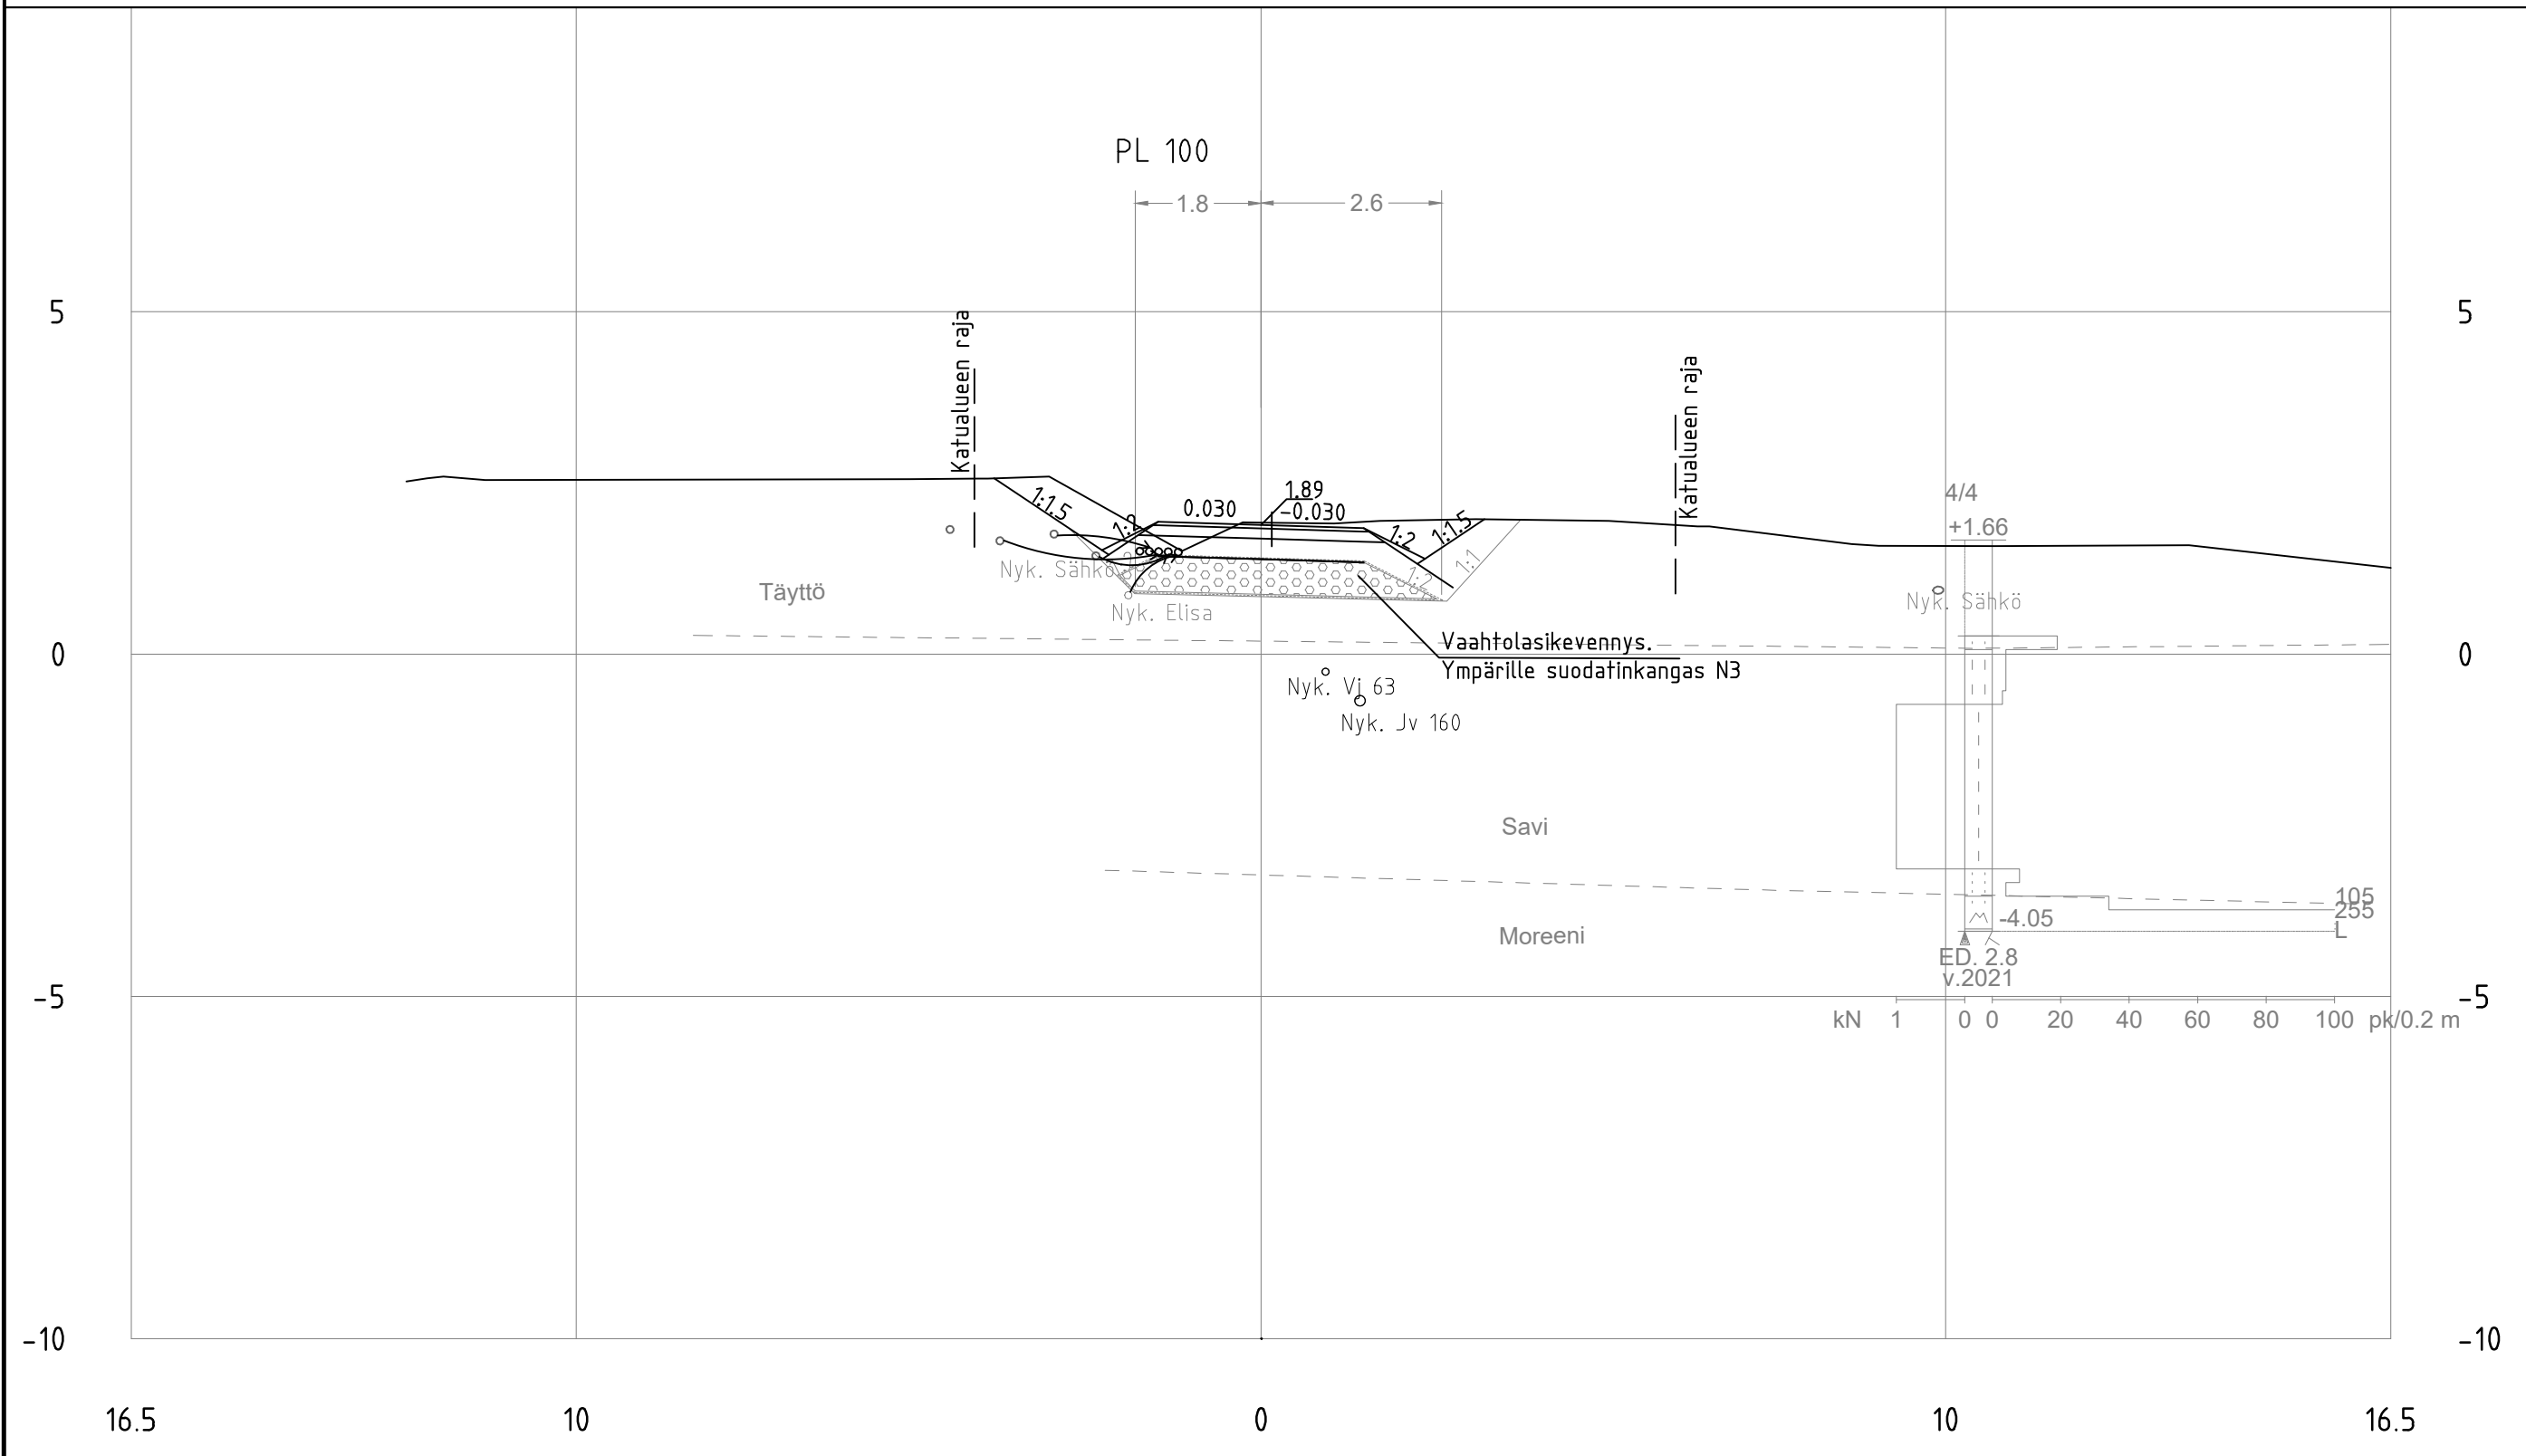 PL 100
1.8
2.6
5
5
Katualueen raja
Katualueen raja
4/4
+1.66
1:1.5
1:2
0.030
1.89
-0.030
1:2
1:1.5
1:1
1:2
Nyk. Sähkö
Täyttö
Nyk. Elisa
Nyk. Sähkö
0
0
Vaahtolasikevennys.
Ympärille suodatinkangas N3
Nyk. Vj 63
Nyk. Jv 160
Savi
Moreeni
105
255
L
-4.05
ED. 2.8
v.2021
-5
-5
kN 1 0 0 20 40 60 80 100 pk/0.2 m
-10
-10
16.5 10 0 10 16.5